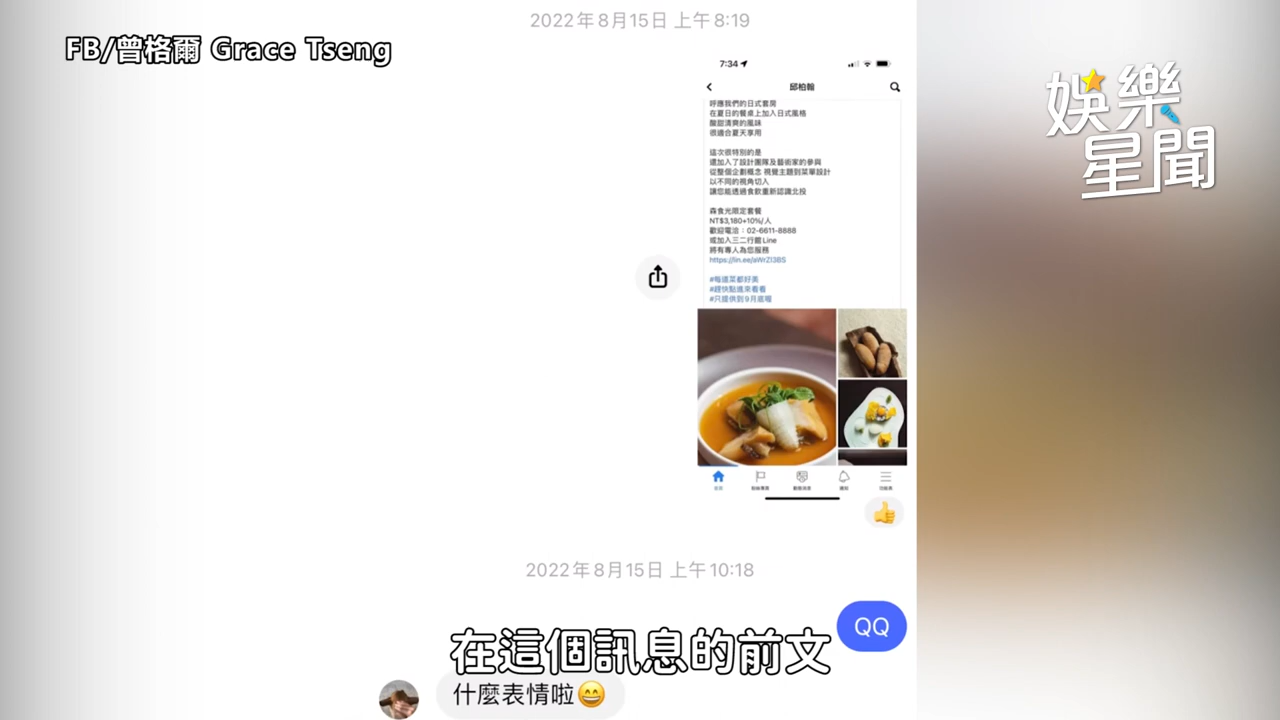 2022年8月15日 上午8:19
FB/曾格爾 Grace Tseng
娛樂
星聞
7:34
邱柏翰
呼應我們的日式套房
在夏日的餐桌上加入日式風格
酸甜清爽的風味
很適合夏天享用
這次很特別的是
還加入了設計團隊及藝術家的參與
從整個企劃概念 視覺主題到菜單設計
以不同的視角切入
讓您能透過食飲重新認識北投
森食光限定套餐
NT$3,180+10%/人
歡迎電洽：02-6611-8888
或加入三二行館Line
將有專人為您服務
https://lin.ee/aWrZI3BS
#每道菜都好美
#趕快點進來看看
#只提供到9月底喔
2022年8月15日 上午10:18
QQ
在這個訊息的前文
什麼表情啦😄